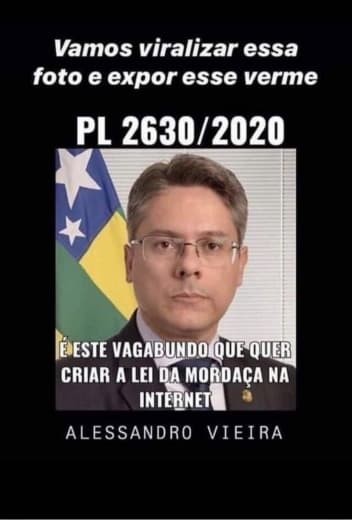 Vamos viralizar essa
foto e expor esse verme
PL 2630/2020
É ESTE VAGABUNDO QUE QUER
CRIAR A LEI DA MORDAÇA NA
INTERNET
ALESSANDRO VIEIRA